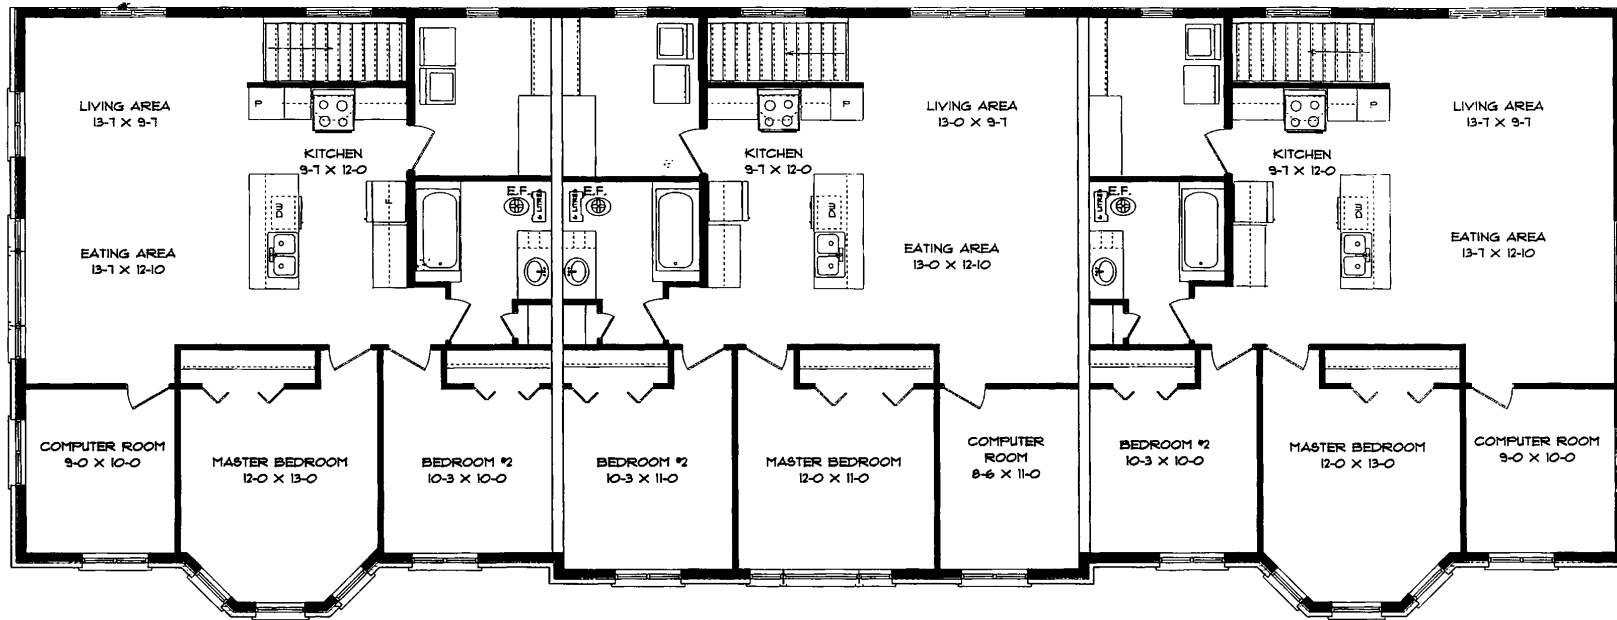 LIVING AREA
13-7 X 9-7
P
KITCHEN
9-7 X 12-0
F
DW
E.F.
EATING AREA
13-7 X 12-10
COMPUTER ROOM
9-0 X 10-0
MASTER BEDROOM
12-0 X 13-0
BEDROOM #2
10-3 X 10-0
E.F.
KITCHEN
9-7 X 12-0
P
LIVING AREA
13-0 X 9-7
DW
EATING AREA
13-0 X 12-10
BEDROOM #2
10-3 X 11-0
MASTER BEDROOM
12-0 X 11-0
COMPUTER
ROOM
8-6 X 11-0
E.F.
KITCHEN
9-7 X 12-0
P
LIVING AREA
13-7 X 9-7
DW
EATING AREA
13-7 X 12-10
BEDROOM #2
10-3 X 10-0
MASTER BEDROOM
12-0 X 13-0
COMPUTER ROOM
9-0 X 10-0